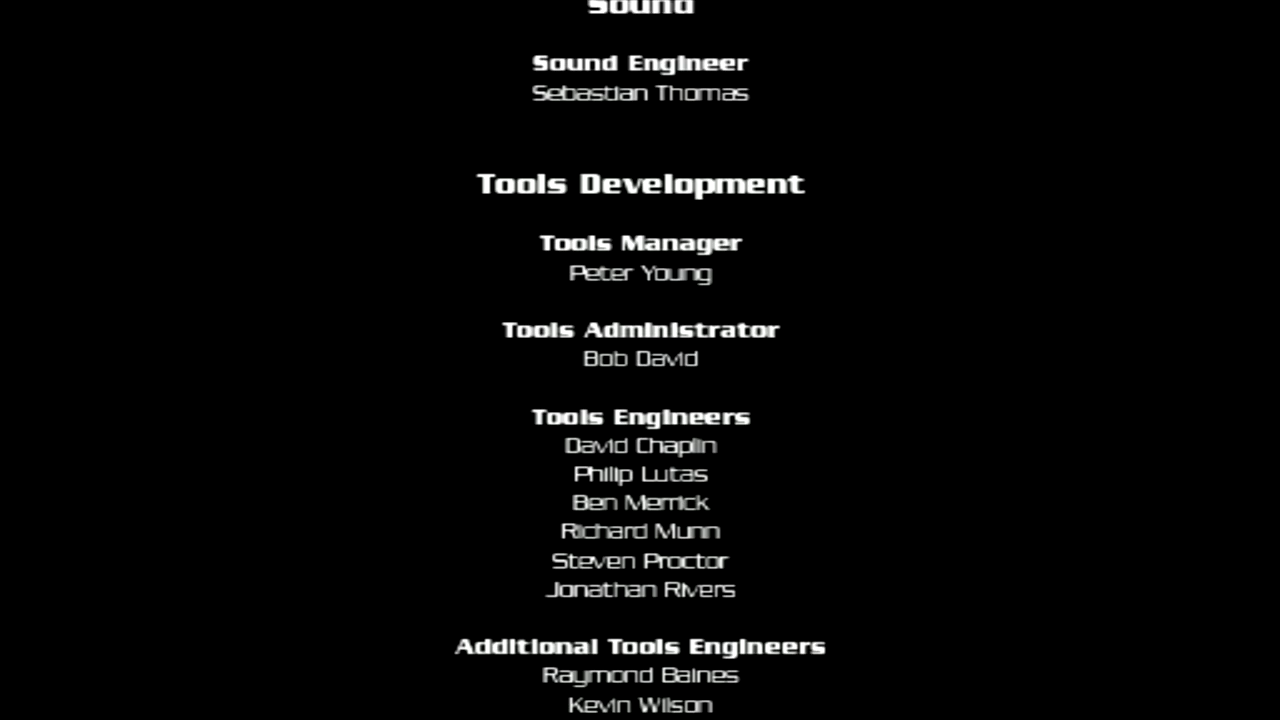 Sound
Sound Engineer
Sebastian Thomas
Tools Development
Tools Manager
Peter Young
Tools Administrator
Bob David
Tools Engineers
David Chaplin
Philip Lutas
Ben Merrick
Richard Munn
Steven Proctor
Jonathan Rivers
Additional Tools Engineers
Raymond Baines
Kevin Wilson